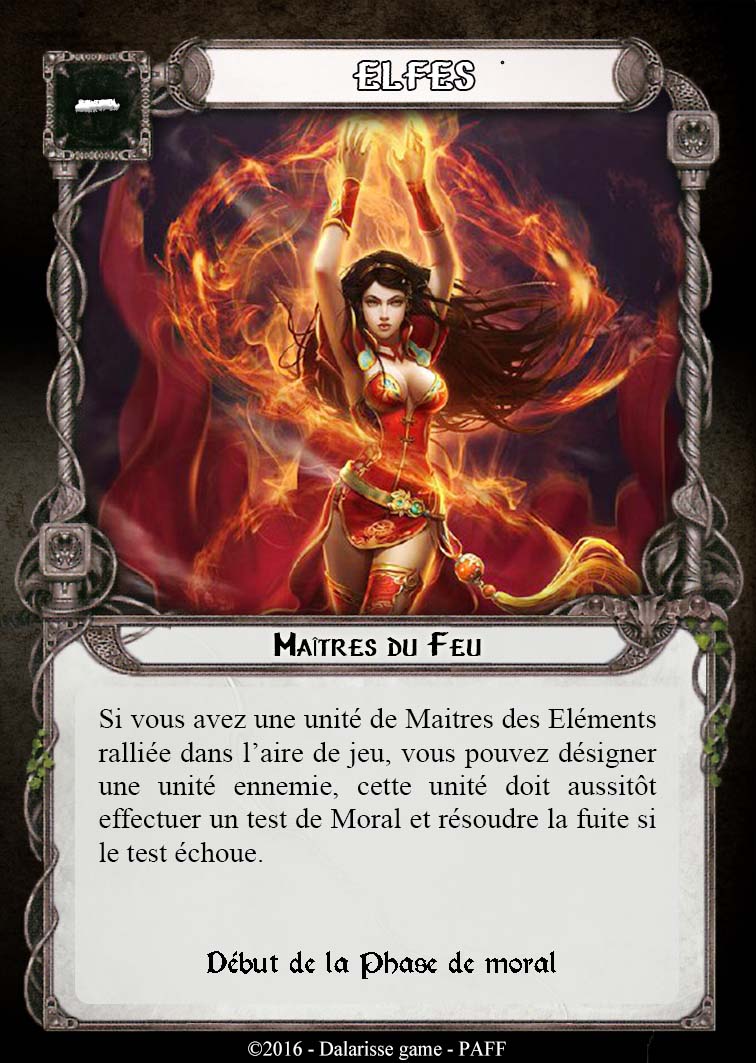 ELFES
Maîtres du Feu
Si vous avez une unité de Maitres des Eléments
ralliée dans l'aire de jeu, vous pouvez désigner
une unité ennemie, cette unité doit aussitôt
effectuer un test de Moral et résoudre la fuite si
le test échoue.
Début de la Phase de moral
©2016 - Dalarisse game - PAFF